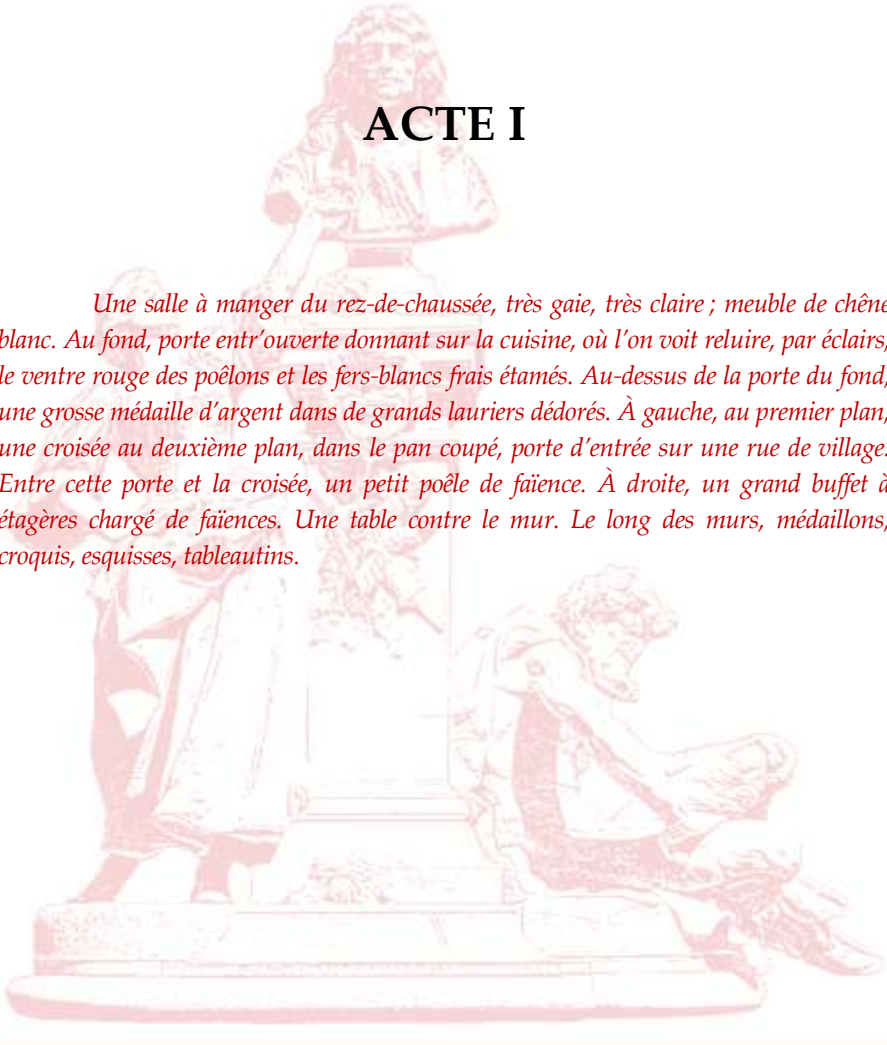 ACTE I
Une salle à manger du rez-de-chaussée, très gaie, très claire ; meuble de chêne
blanc. Au fond, porte entr’ouverte donnant sur la cuisine, où l’on voit reluire, par éclairs,
le ventre rouge des poêlons et les fers-blancs frais étamés. Au-dessus de la porte du fond,
une grosse médaille d’argent dans de grands lauriers dédorés. À gauche, au premier plan,
une croisée au deuxième plan, dans le pan coupé, porte d’entrée sur une rue de village.
Entre cette porte et la croisée, un petit poêle de faïence. À droite, un grand buffet à
étagères chargé de faïences. Une table contre le mur. Le long des murs, médaillons,
croquis, esquisses, tableautins.